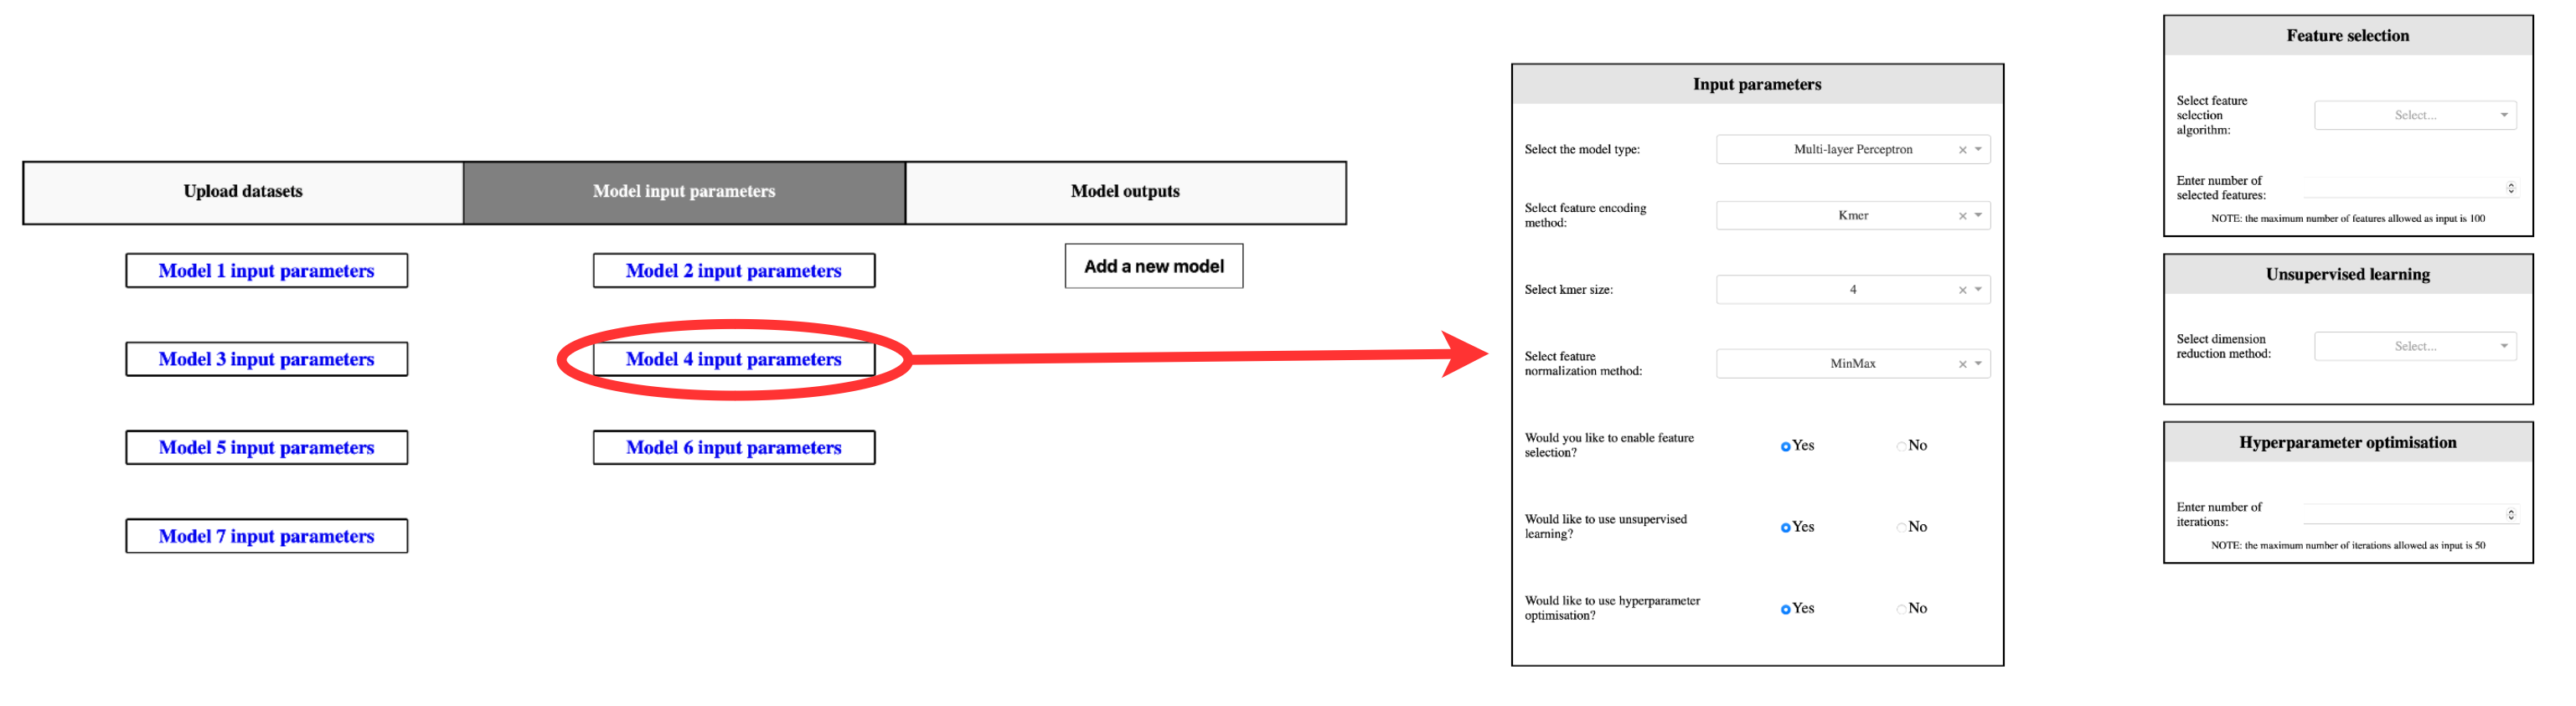 Upload datasets
Model input parameters
Model outputs
Model 1 input parameters
Model 2 input parameters
Add a new model
Model 3 input parameters
Model 4 input parameters
Model 5 input parameters
Model 6 input parameters
Model 7 input parameters
Input parameters
Select the model type:
Multi-layer Perceptron
Select feature encoding
method:
Kmer
Select kmer size:
4
Select feature
normalization method:
MinMax
Would you like to enable feature
selection?
Yes
No
Would like to use unsupervised
learning?
Yes
No
Would like to use hyperparameter
optimisation?
Yes
No
Feature selection
Select feature
selection
algorithm:
Select...
Enter number of
selected features:
NOTE: the maximum number of features allowed as input is 100
Unsupervised learning
Select dimension
reduction method:
Select...
Hyperparameter optimisation
Enter number of
iterations:
NOTE: the maximum number of iterations allowed as input is 50